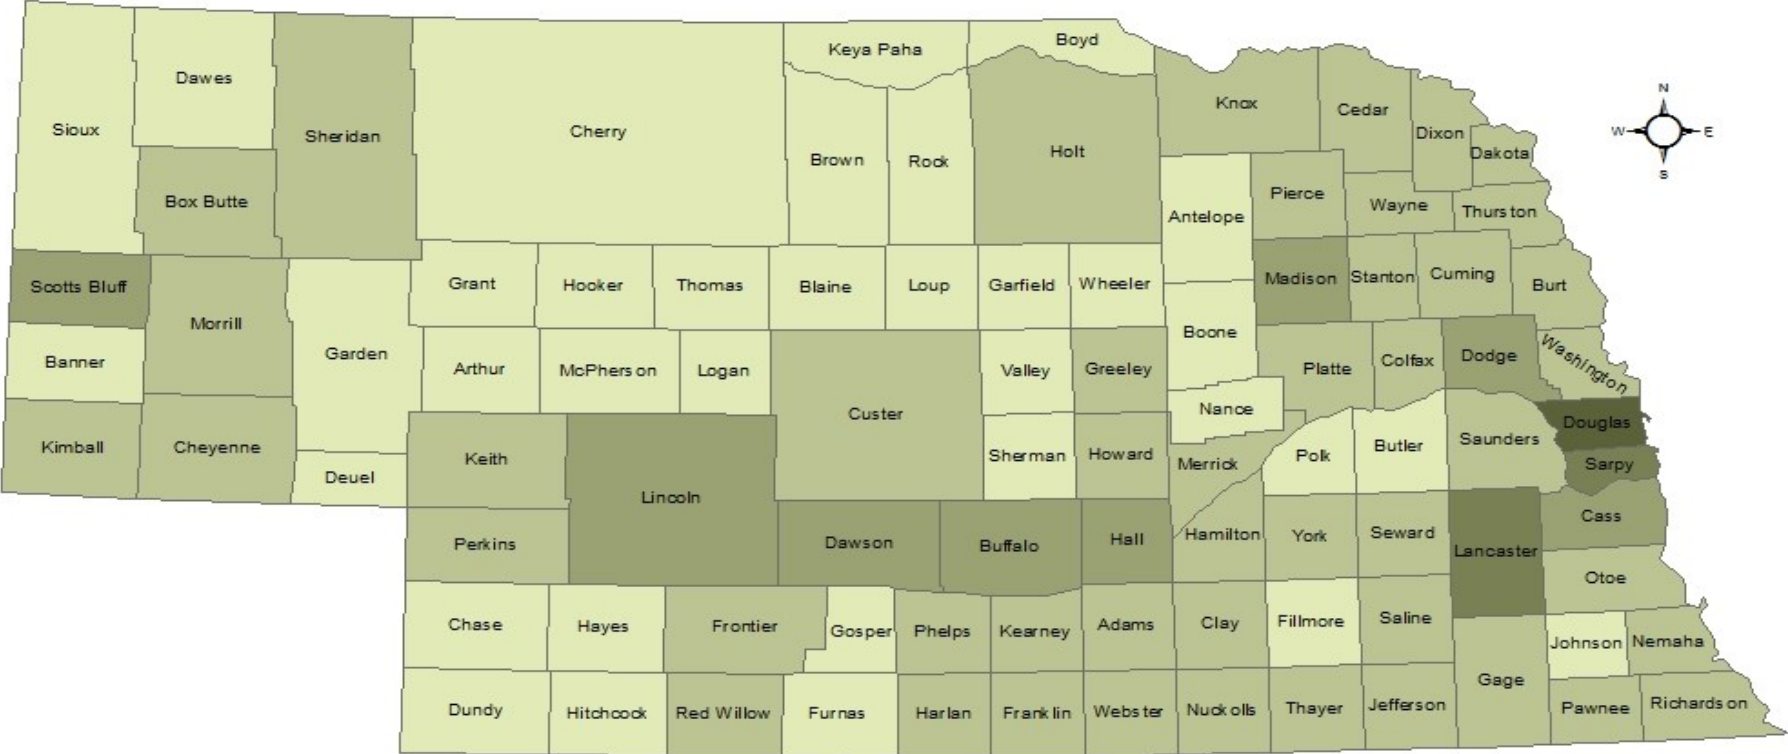 Keya Paha
Boyd
Dawes
Sioux
Sheridan
Cherry
Brown
Rock
Holt
Knox
Cedar
Dixon
Dakota
N
W
E
S
Box Butte
Antelope
Pierce
Wayne
Thurston
Scotts Bluff
Grant
Hooker
Thomas
Blaine
Loup
Garfield
Wheeler
Madison
Stanton
Cuming
Burt
Morrill
Garden
Boone
Banner
Arthur
McPherson
Logan
Valley
Greeley
Platte
Colfax
Dodge
Washington
Custer
Nance
Douglas
Kimball
Cheyenne
Keith
Sherman
Howard
Merrick
Polk
Butler
Saunders
Sarpy
Deuel
Lincoln
Perkins
Dawson
Buffalo
Hall
Hamilton
York
Seward
Lancaster
Cass
Otoe
Chase
Hayes
Frontier
Gosper
Phelps
Kearney
Adams
Clay
Fillmore
Saline
Johnson
Nemaha
Dundy
Hitchcock
Red Willow
Furnas
Harlan
Franklin
Webster
Nuckolls
Thayer
Jefferson
Gage
Pawnee
Richardson